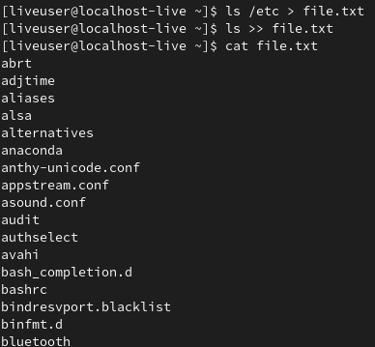 [liveuser@localhost-live ~]$ ls /etc > file.txt
[liveuser@localhost-live ~]$ ls >> file.txt
[liveuser@localhost-live ~]$ cat file.txt
abrt
adjtime
aliases
alsa
alternatives
anaconda
anthy-unicode.conf
appstream.conf
asound.conf
audit
authselect
avahi
bash_completion.d
bashrc
bindresvport.blacklist
binfmt.d
bluetooth